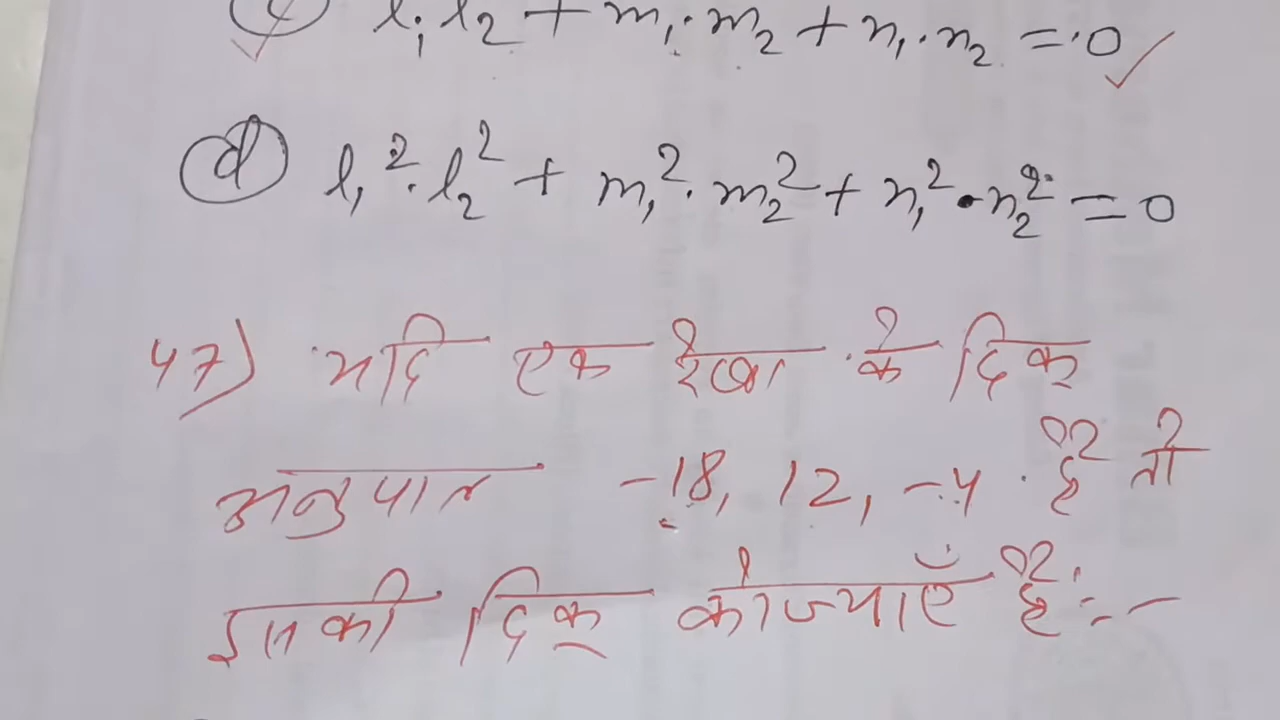 l₁ l₂ + m₁·m₂ + n₁·n₂ = 0
d l₁²·l₂² + m₁²·m₂² + n₁²·n₂² = 0
47) यदि एक रेखा के दिक्
अनुपात -18, 12, -4 हैं तो
इसकी दिक् कोज्याएँ हैं:-